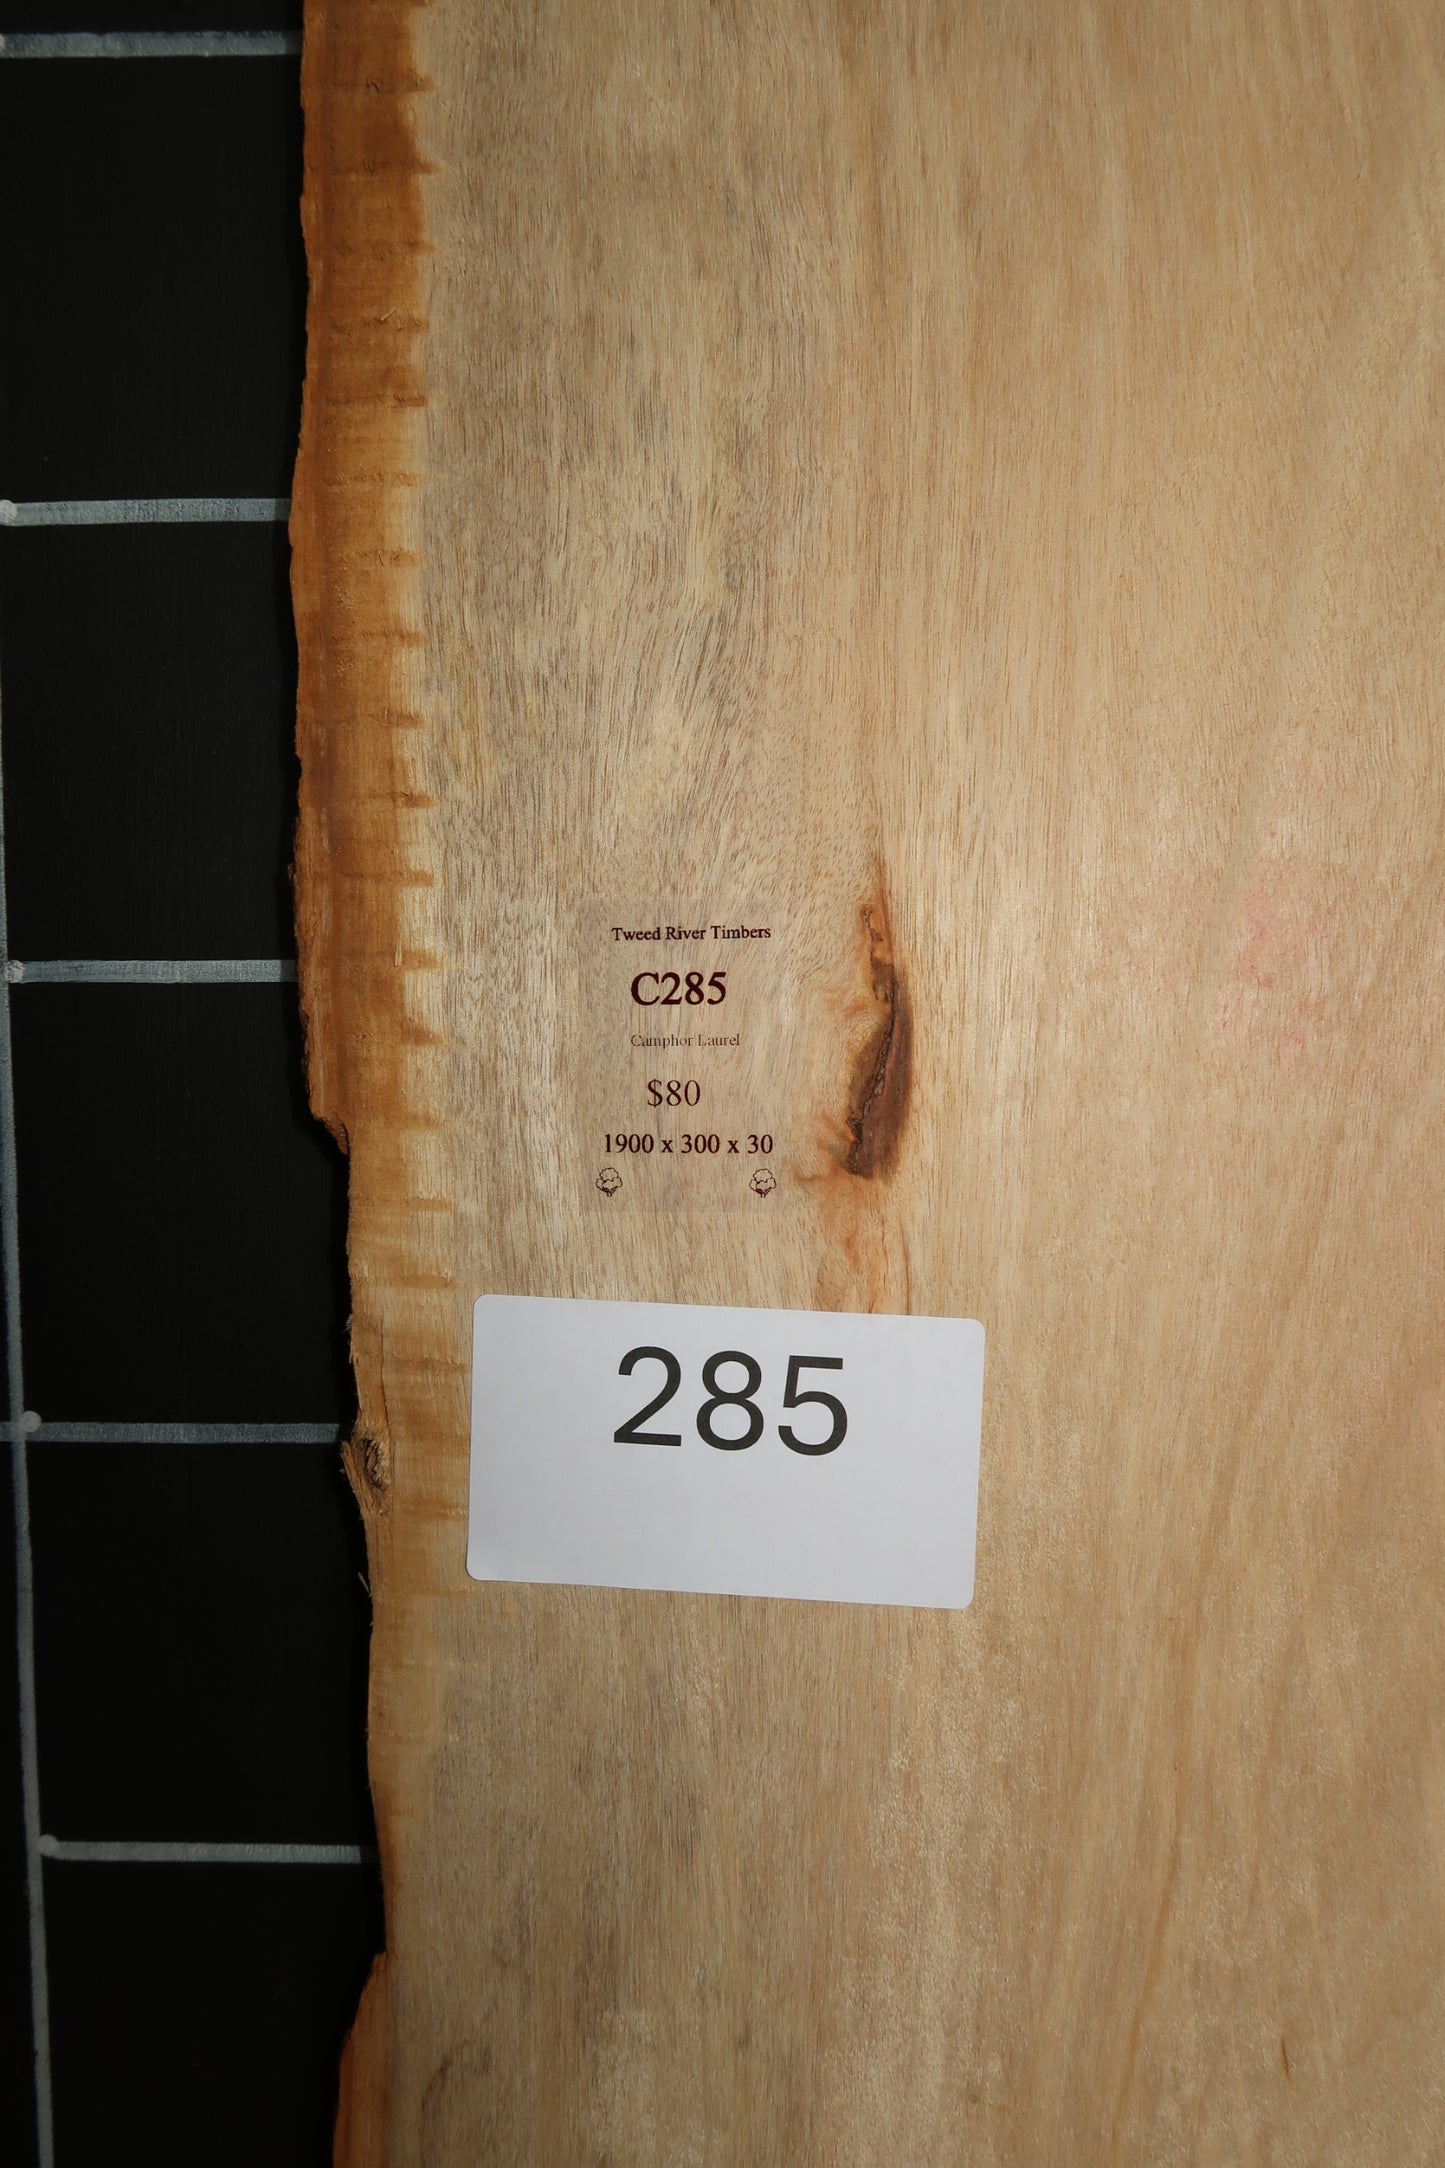 Tweed River Timbers
C285
Camphor Laurel
$80
1900 x 300 x 30
285